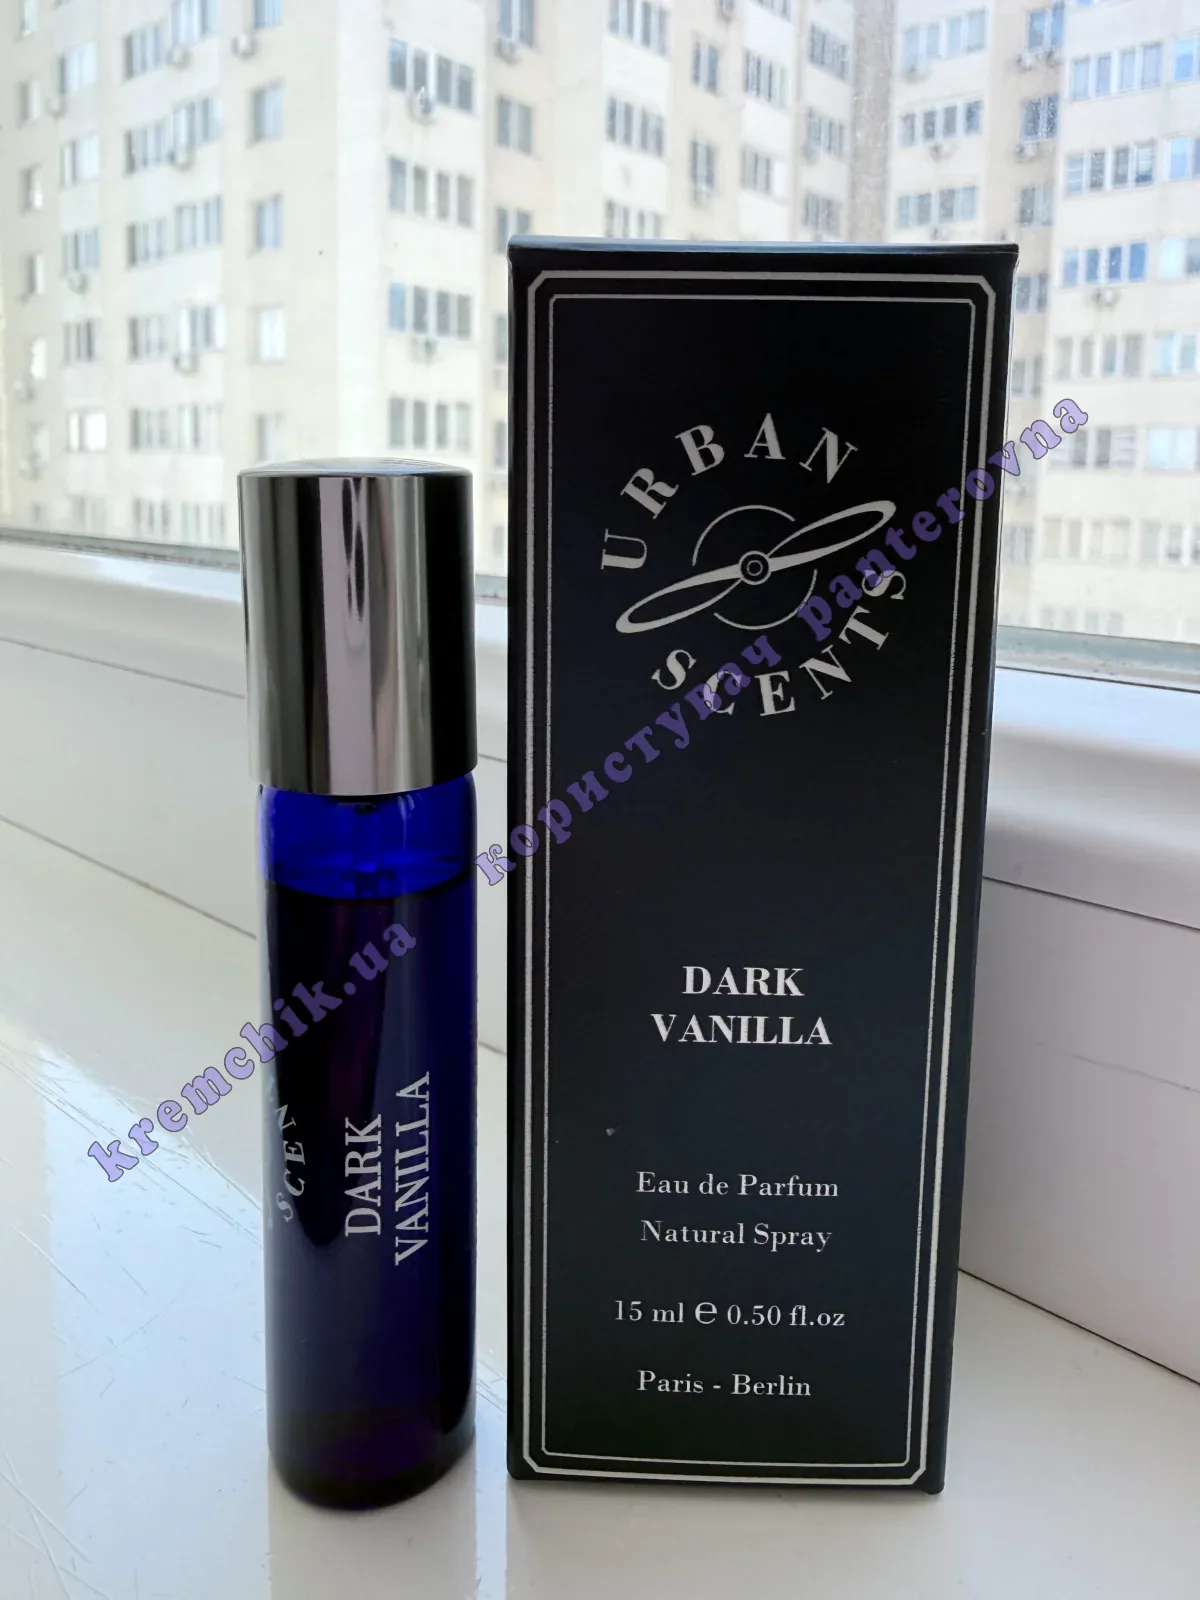 URBAN
SCENTS
DARK
VANILLA
Eau de Parfum
Natural Spray
15 ml ℮ 0.50 fl.oz
Paris - Berlin
SCEN
DARK
VANILLA
kremchik.ua
користувач panterovna